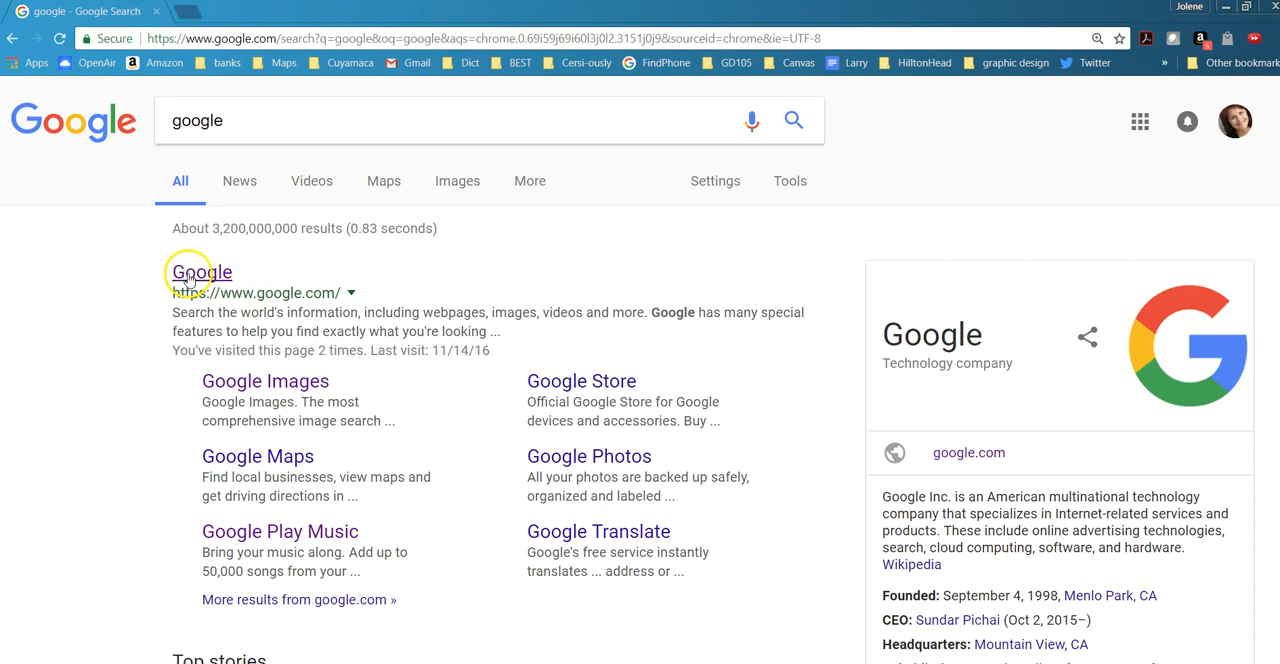 google - Google Search
Jolene
Secure
https://www.google.com/search?q=google&oq=google&aqs=chrome.0.69i59j69i60l3j0l2.3151j0j9&sourceid=chrome&ie=UTF-8
5
Apps OpenAir Amazon banks Maps Cuyamaca Gmail Dict BEST Cersi-ously FindPhone GD105 Canvas Larry HilltonHead graphic design Twitter » Other bookmark
Google
google
All News Videos Maps Images More Settings Tools
About 3,200,000,000 results (0.83 seconds)
Google
https://www.google.com/
Search the world's information, including webpages, images, videos and more. Google has many special
features to help you find exactly what you're looking ...
You've visited this page 2 times. Last visit: 11/14/16
Google Images
Google Images. The most
comprehensive image search ...
Google Store
Official Google Store for Google
devices and accessories. Buy ...
Google Maps
Find local businesses, view maps and
get driving directions in ...
Google Photos
All your photos are backed up safely,
organized and labeled ...
Google Play Music
Bring your music along. Add up to
50,000 songs from your ...
Google Translate
Google's free service instantly
translates ... address or ...
More results from google.com »
Top stories
Google
Technology company
G
google.com
Google Inc. is an American multinational technology
company that specializes in Internet-related services and
products. These include online advertising technologies,
search, cloud computing, software, and hardware.
Wikipedia
Founded: September 4, 1998, Menlo Park, CA
CEO: Sundar Pichai (Oct 2, 2015–)
Headquarters: Mountain View, CA